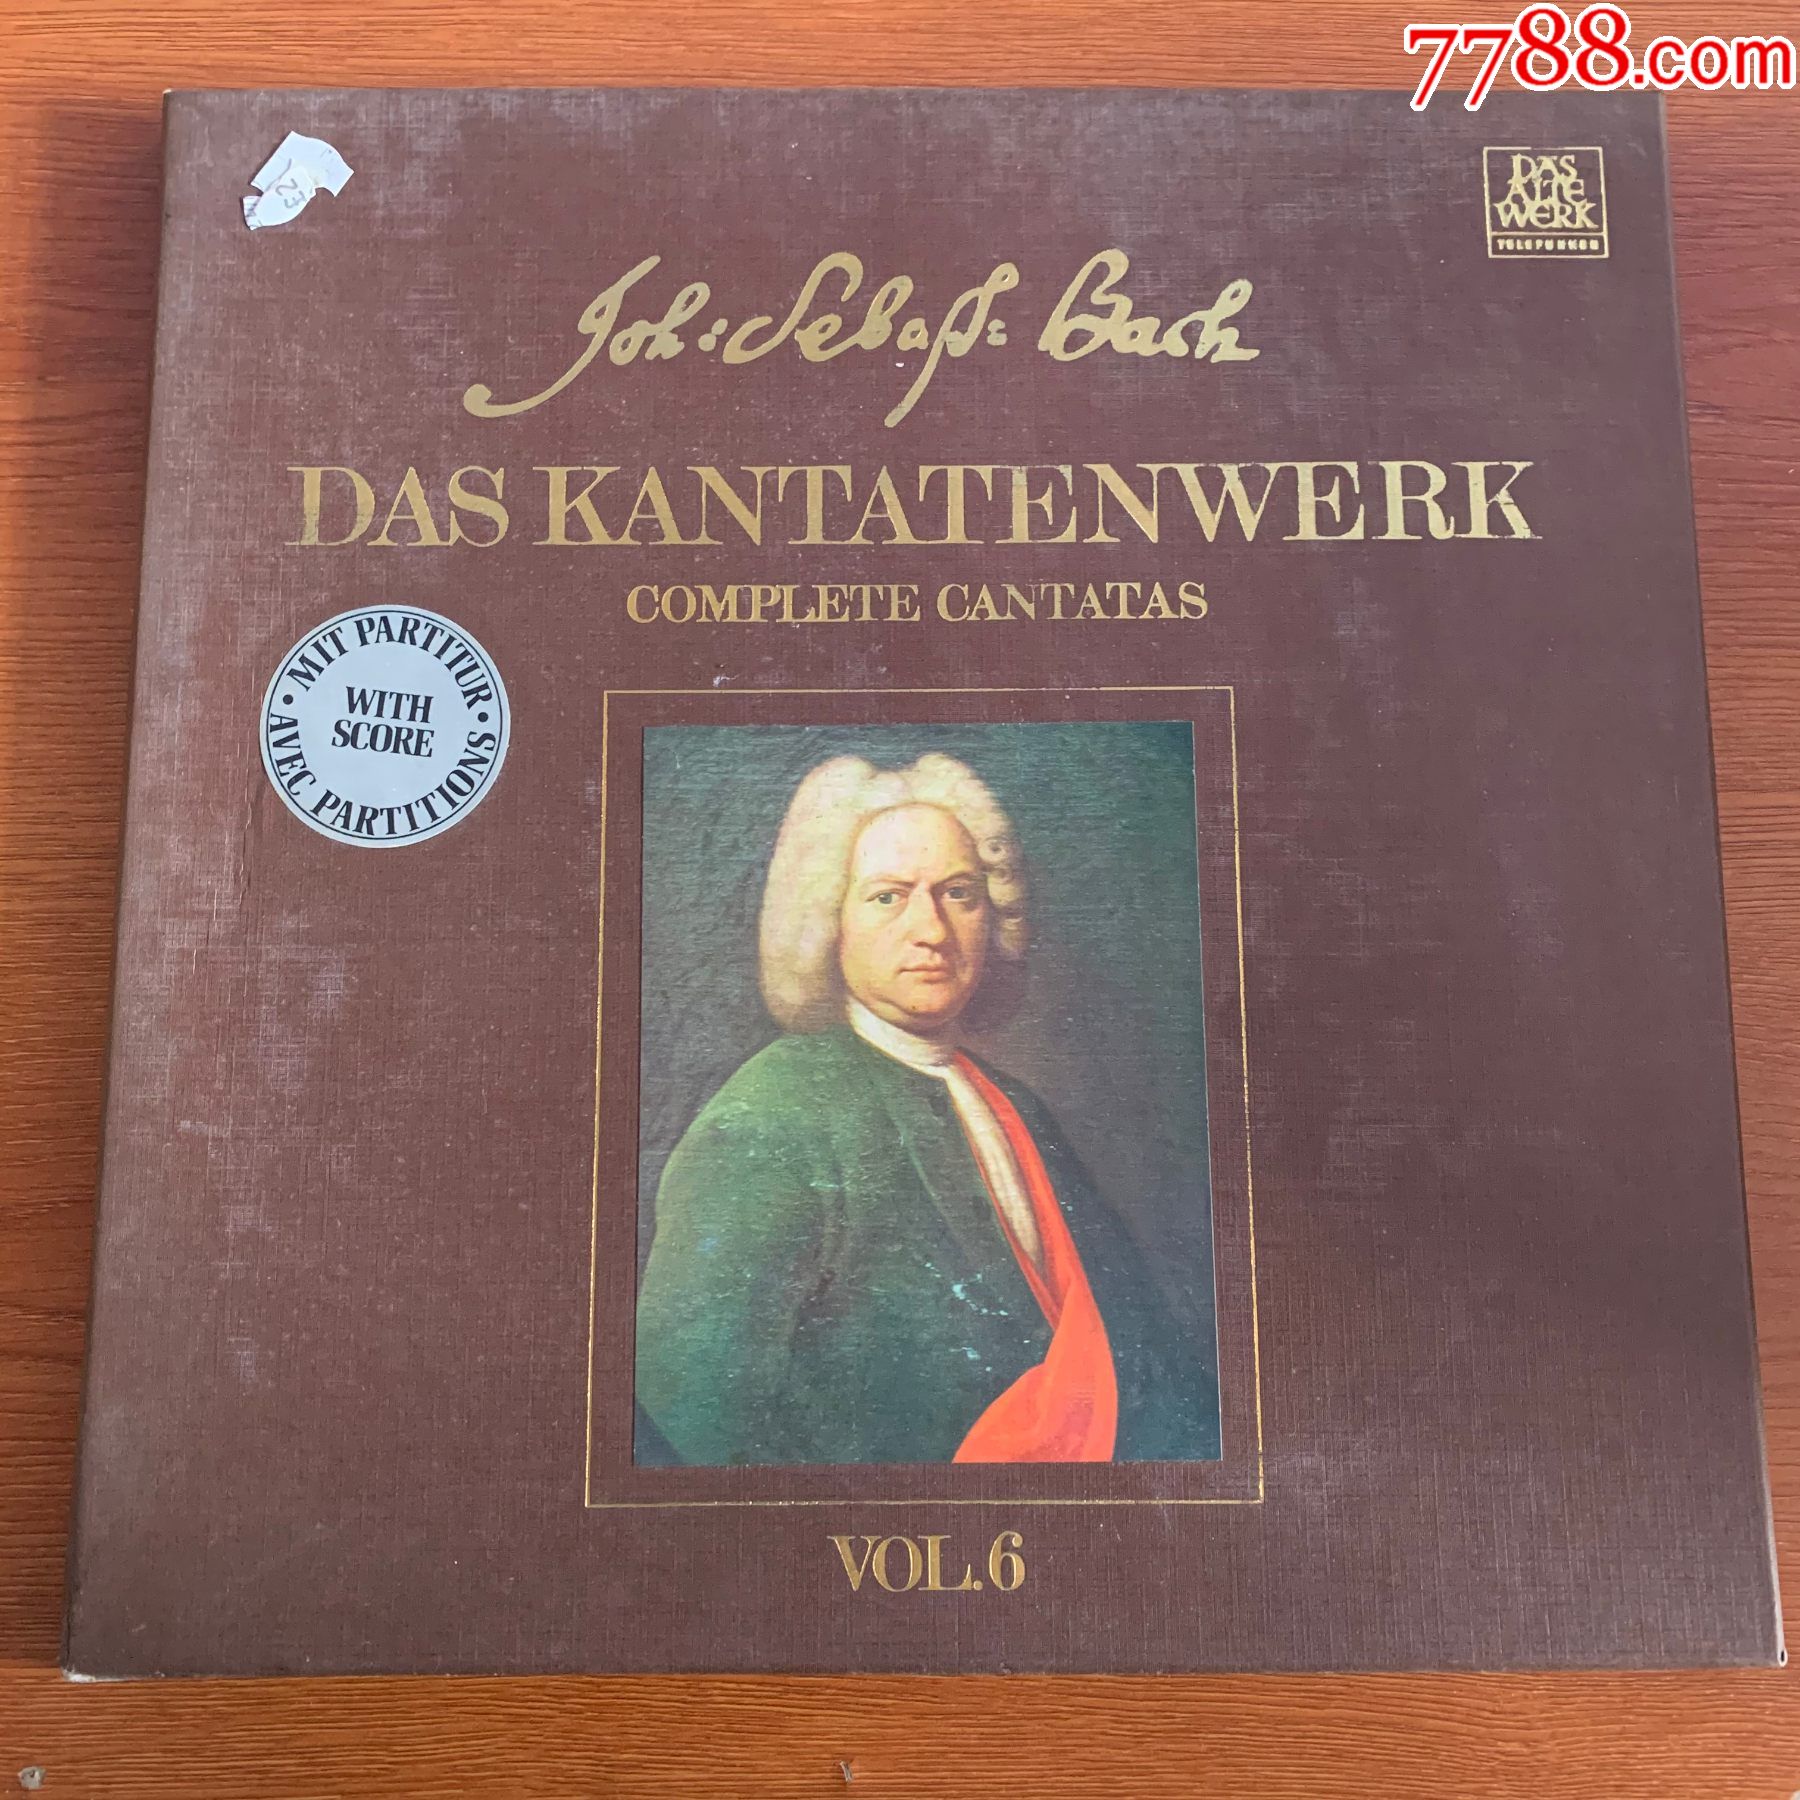 7788.com
DAS
ALTE
WERK
TELEFUNKEN
Joh: Sebast: Bach
DAS KANTATENWERK
COMPLETE CANTATAS
MIT PARTITUR
WITH
SCORE
• AVEC PARTITIONS •
VOL.6